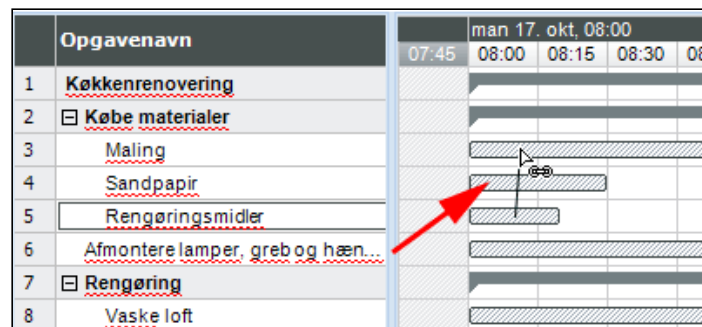 Opgavenavn
man 17. okt, 08:00
07:45 08:00 08:15 08:30 08
1 Køkkenrenovering
2 Købe materialer
3 Maling
4 Sandpapir
5 Rengøringsmidler
6 Afmontere lamper, greb og hæn...
7 Rengøring
8 Vaske loft